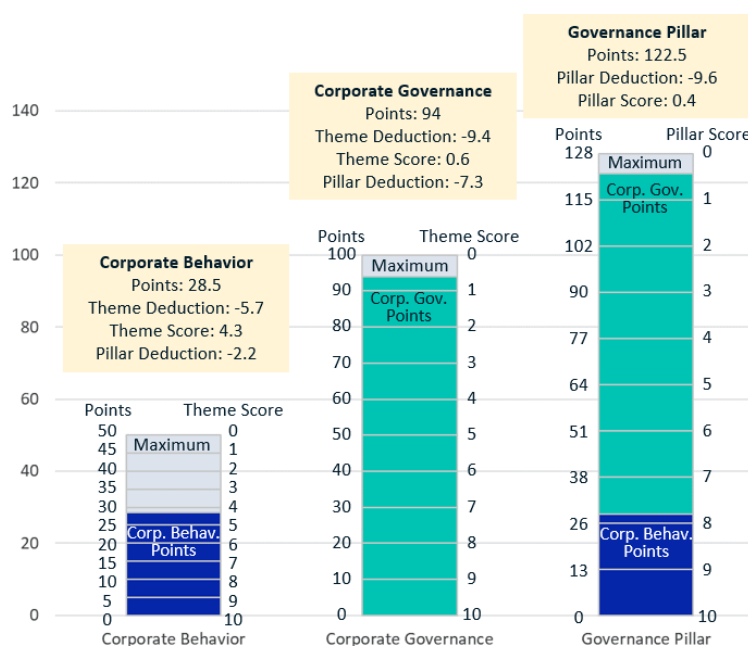 Governance Pillar
Points: 122.5
Pillar Deduction: -9.6
Pillar Score: 0.4
Corporate Governance
Points: 94
Theme Deduction: -9.4
Theme Score: 0.6
Pillar Deduction: -7.3
Corporate Behavior
Points: 28.5
Theme Deduction: -5.7
Theme Score: 4.3
Pillar Deduction: -2.2
140
120
100
80
60
40
20
0
Points Theme Score
50 0
45 Maximum 1
40 2
35 3
30 4
25 Corp. Behav. 5
20 Points 6
15 7
10 8
5 9
0 10
Corporate Behavior
Points Theme Score
100 0
Maximum
90 Corp. Gov. 1
80 Points 2
70 3
60 4
50 5
40 6
30 7
20 8
10 9
0 10
Corporate Governance
Points Pillar Score
128 Maximum 0
115 Corp. Gov. 1
Points
102 2
90 3
77 4
64 5
51 6
38 7
26 8
Corp. Behav.
Points
13 9
0 10
Governance Pillar